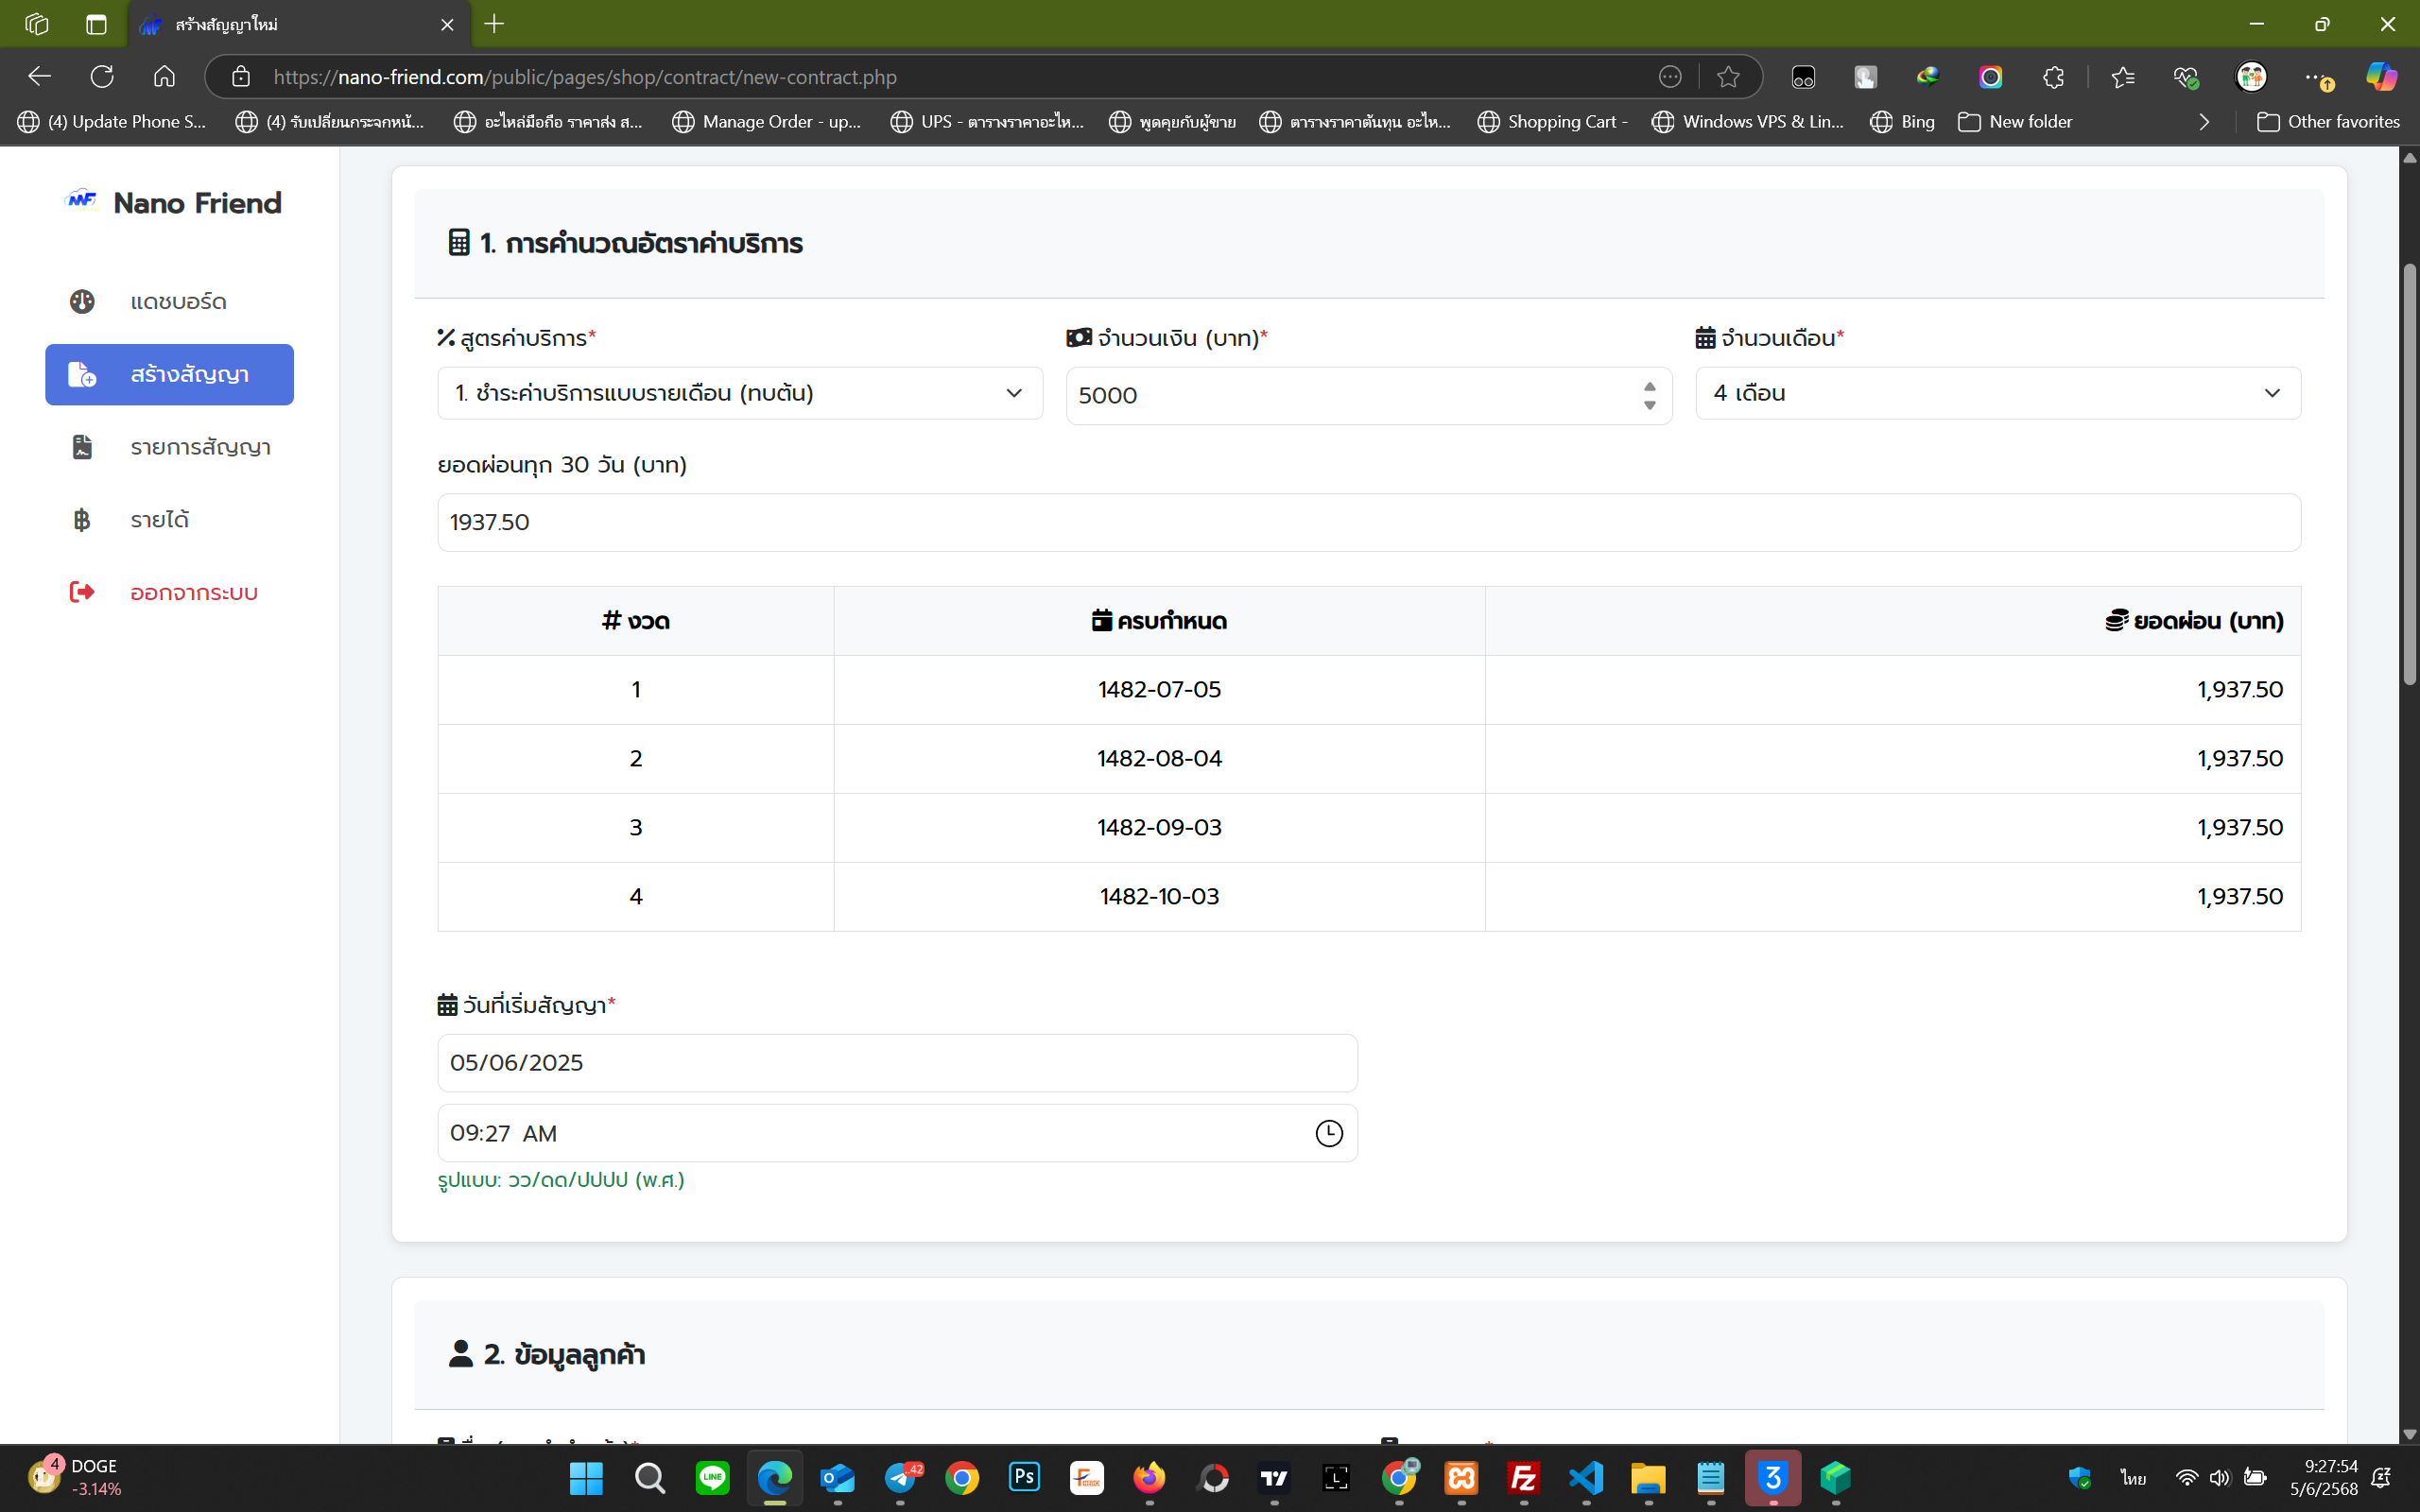 สร้างสัญญาใหม่
https://nano-friend.com/public/pages/shop/contract/new-contract.php
(4) Update Phone S...
(4) รับเปลี่ยนกระจกหน้...
อะไหล่มือถือ ราคาส่ง ส...
Manage Order - up...
UPS - ตารางราคาอะไห...
พูดคุยกับผู้ขาย
ตารางราคาต้นทุน อะไห...
Shopping Cart -
Windows VPS & Lin...
Bing
New folder
Other favorites
Nano Friend
แดชบอร์ด
สร้างสัญญา
รายการสัญญา
รายได้
ออกจากระบบ
1. การคำนวณอัตราค่าบริการ
สูตรค่าบริการ*
จำนวนเงิน (บาท)*
จำนวนเดือน*
1. ชำระค่าบริการแบบรายเดือน (ทบต้น)
5000
4 เดือน
ยอดผ่อนทุก 30 วัน (บาท)
1937.50
# งวด
ครบกำหนด
ยอดผ่อน (บาท)
1
1482-07-05
1,937.50
2
1482-08-04
1,937.50
3
1482-09-03
1,937.50
4
1482-10-03
1,937.50
วันที่เริ่มสัญญา*
05/06/2025
09:27 AM
รูปแบบ: วว/ดด/ปปปป (พ.ศ.)
2. ข้อมูลลูกค้า
4
DOGE
-3.14%
LINE
42
Ps
3
ไทย
9:27:54
5/6/2568